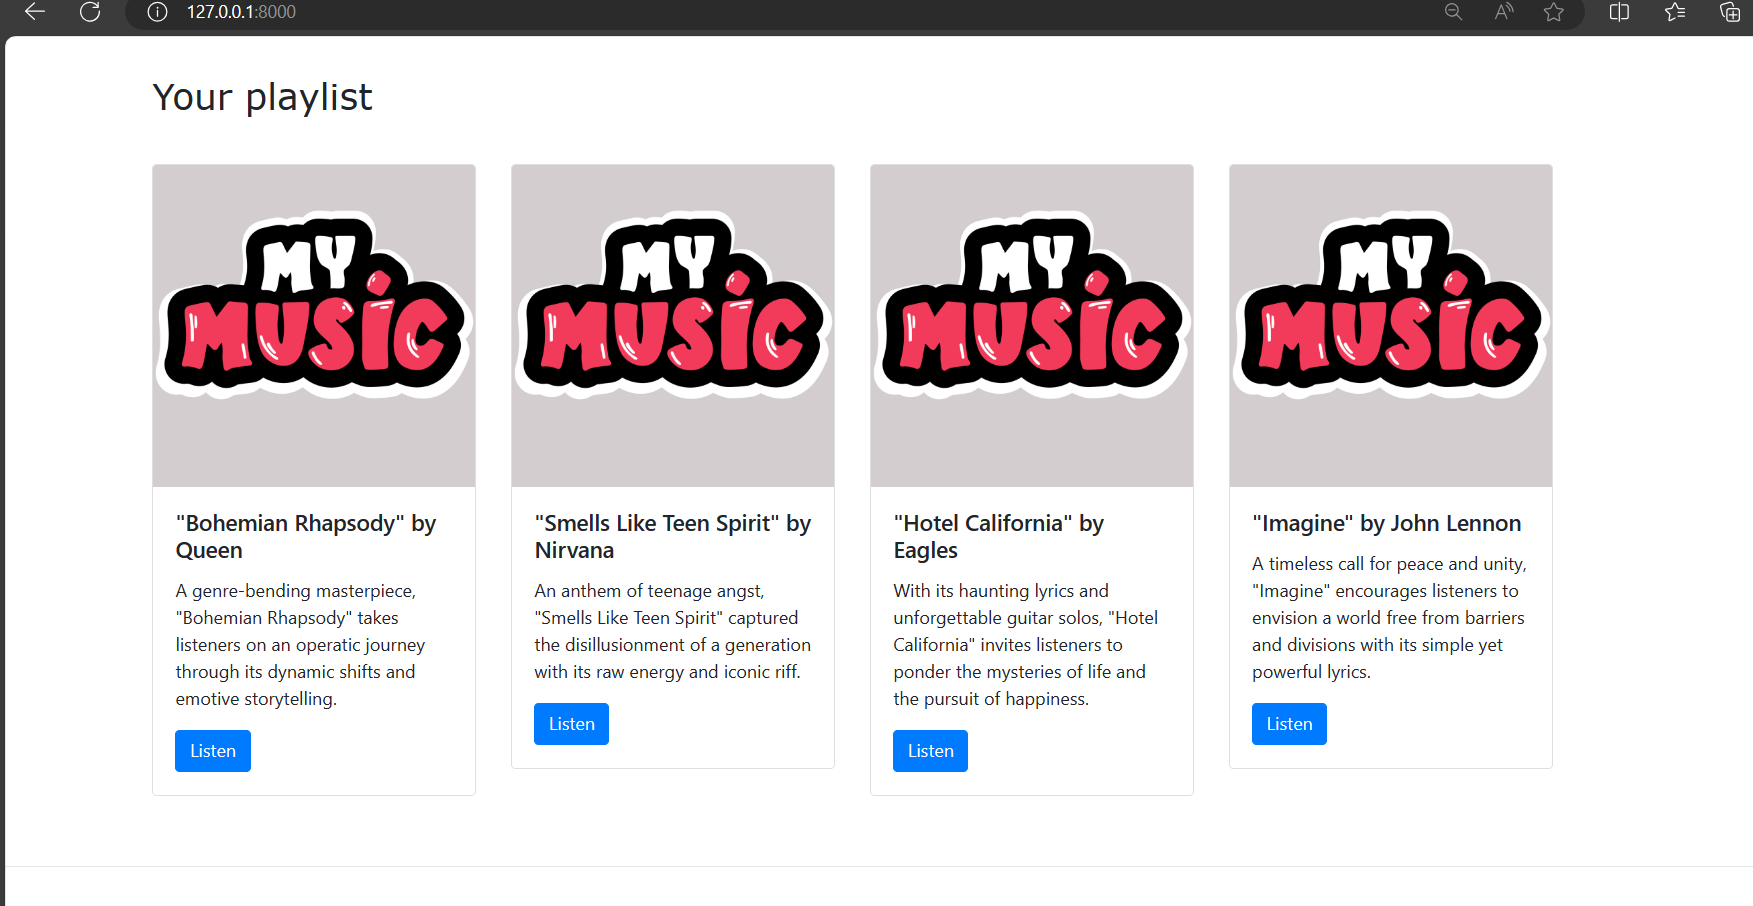 127.0.0.1:8000
Your playlist
MY
MUSiC
MY
MUSiC
MY
MUSiC
MY
MUSiC
"Bohemian Rhapsody" by
Queen
A genre-bending masterpiece,
"Bohemian Rhapsody" takes
listeners on an operatic journey
through its dynamic shifts and
emotive storytelling.
Listen
"Smells Like Teen Spirit" by
Nirvana
An anthem of teenage angst,
"Smells Like Teen Spirit" captured
the disillusionment of a generation
with its raw energy and iconic riff.
Listen
"Hotel California" by
Eagles
With its haunting lyrics and
unforgettable guitar solos, "Hotel
California" invites listeners to
ponder the mysteries of life and
the pursuit of happiness.
Listen
"Imagine" by John Lennon
A timeless call for peace and unity,
"Imagine" encourages listeners to
envision a world free from barriers
and divisions with its simple yet
powerful lyrics.
Listen